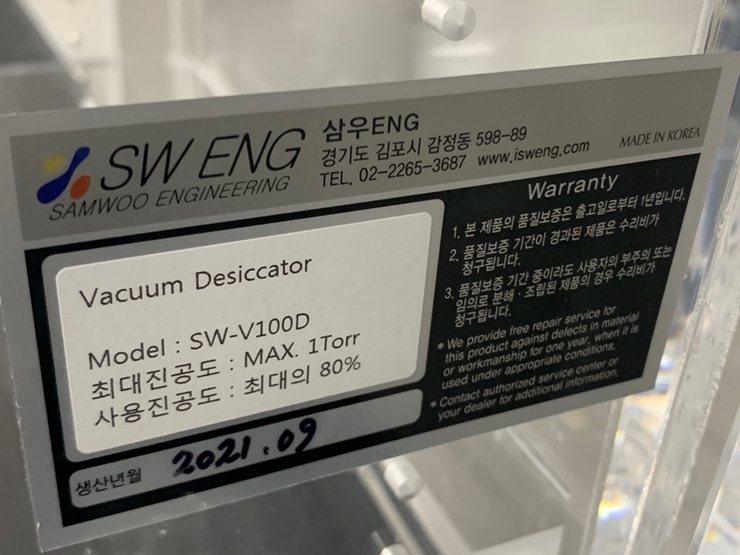 SW ENG
SAMWOO ENGINEERING
삼우ENG
경기도 김포시 감정동 598-89
TEL. 02-2265-3687 www.isweng.com
MADE IN KOREA
Vacuum Desiccator
Model : SW-V100D
최대진공도 : MAX. 1Torr
사용진공도 : 최대의 80%
생산년월 2021.09
Warranty
1. 본 제품의 품질보증은 출고일로부터 1년입니다.
2. 품질보증 기간이 경과된 제품은 수리비가
청구됩니다.
3. 품질보증 기간 중이라도 사용자의 부주의 또는
임의로 분해·조립된 제품의 경우 수리비가
청구됩니다.
* We provide free repair service for
this product against defects in material
or workmanship for one year, when it is
used under appropriate conditions.
* Contact authorized service center or
your dealer for additional information.